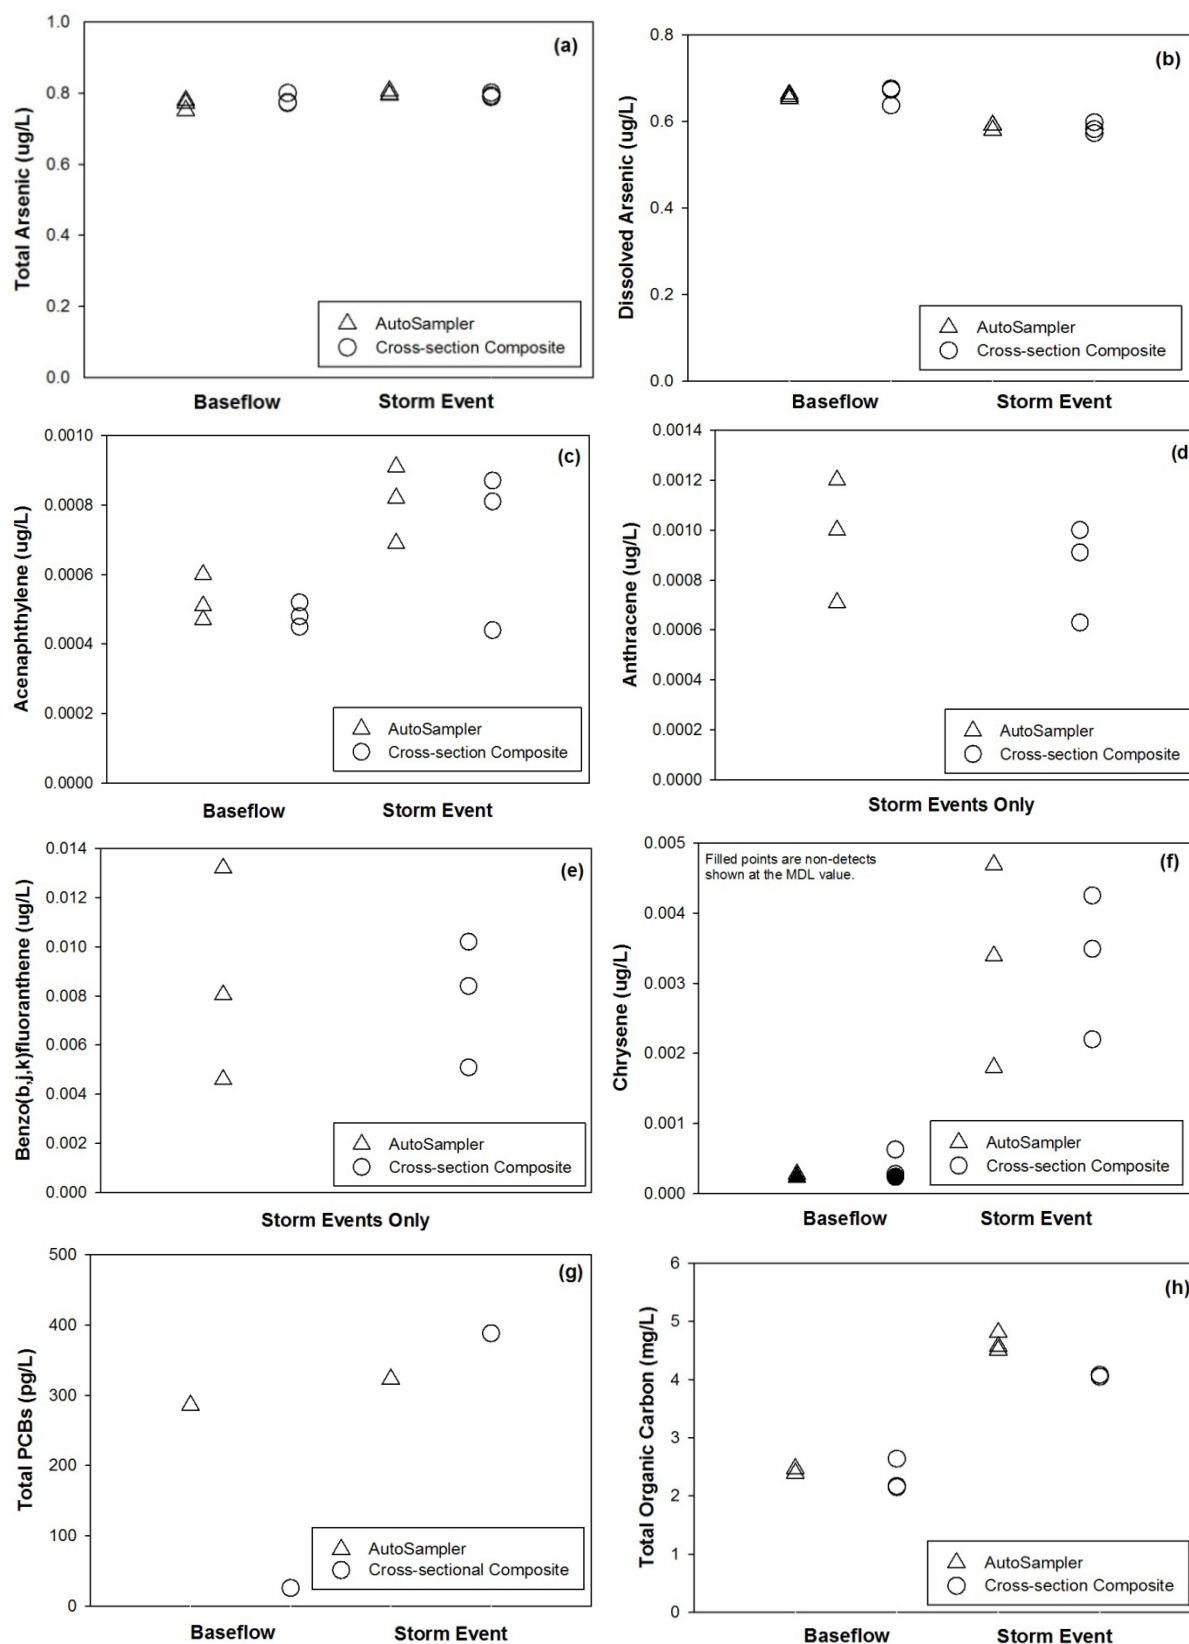 (a)
Total Arsenic (ug/L)
1.0
0.8
0.6
0.4
0.2
0.0
AutoSampler
Cross-section Composite
Baseflow Storm Event
(b)
Dissolved Arsenic (ug/L)
0.8
0.6
0.4
0.2
0.0
AutoSampler
Cross-section Composite
Baseflow Storm Event
(c)
Acenaphthylene (ug/L)
0.0010
0.0008
0.0006
0.0004
0.0002
0.0000
AutoSampler
Cross-section Composite
Baseflow Storm Event
(d)
Anthracene (ug/L)
0.0014
0.0012
0.0010
0.0008
0.0006
0.0004
0.0002
0.0000
AutoSampler
Cross-section Composite
Storm Events Only
(e)
Benzo(b,j,k)fluoranthene (ug/L)
0.014
0.012
0.010
0.008
0.006
0.004
0.002
0.000
AutoSampler
Cross-section Composite
Storm Events Only
(f)
Filled points are non-detects
shown at the MDL value.
Chrysene (ug/L)
0.005
0.004
0.003
0.002
0.001
0.000
AutoSampler
Cross-section Composite
Baseflow Storm Event
(g)
Total PCBs (pg/L)
500
400
300
200
100
0
AutoSampler
Cross-sectional Composite
Baseflow Storm Event
(h)
Total Organic Carbon (mg/L)
6
5
4
3
2
1
0
AutoSampler
Cross-section Composite
Baseflow Storm Event